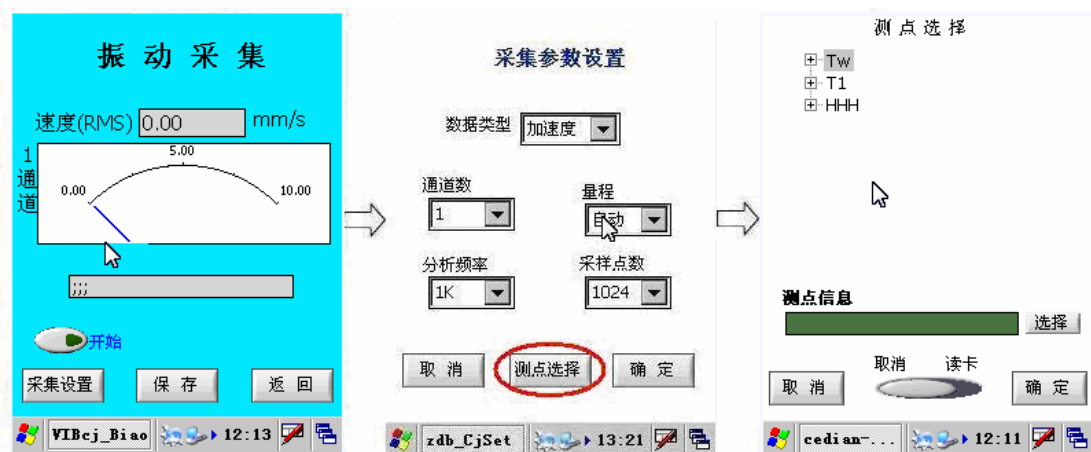 振动采集
速度(RMS) 0.00 mm/s
1通道
5.00
0.00 10.00
;;;
开始
采集设置 保存 返回
VIBcj_Biao 12:13
采集参数设置
数据类型 加速度
通道数 量程
1 自动
分析频率 采样点数
1K 1024
取消 测点选择 确定
zdb_CjSet 13:21
测点选择
Tw
T1
HHH
测点信息
选择
取消 读卡
取消 确定
cedian-... 12:11